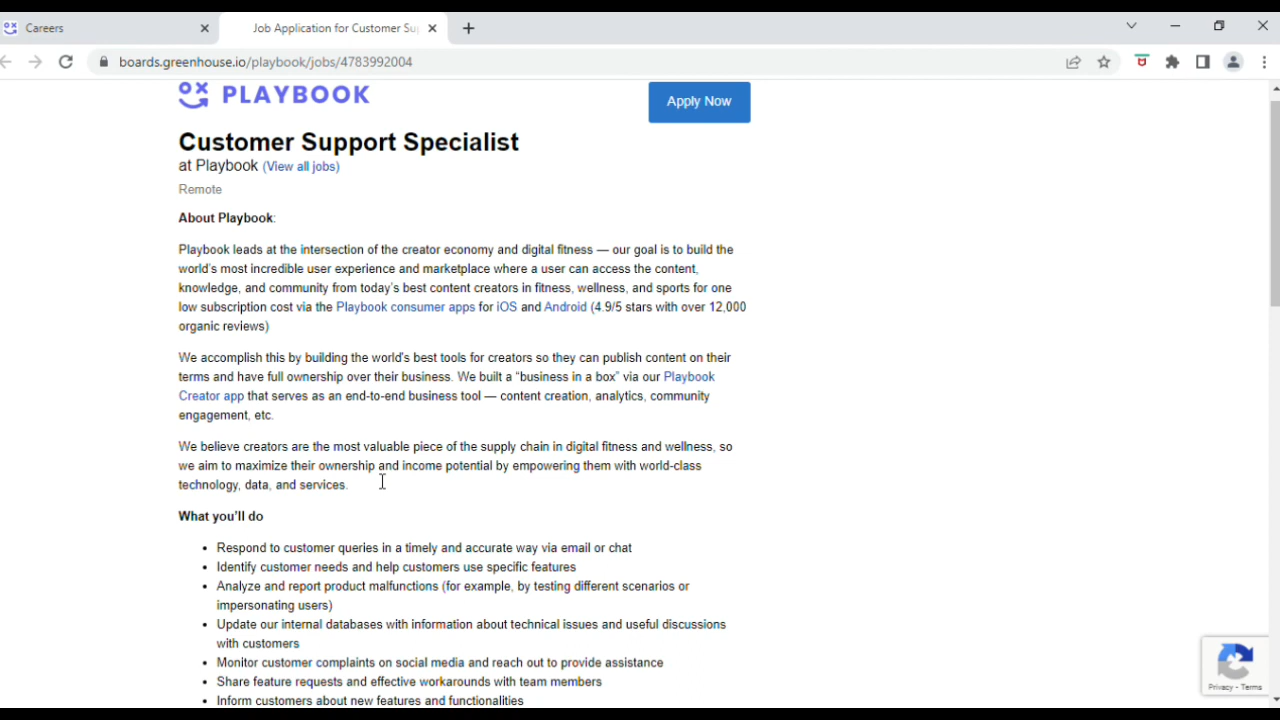 Careers
Job Application for Customer Su
boards.greenhouse.io/playbook/jobs/4783992004
PLAYBOOK
Apply Now
Customer Support Specialist
at Playbook (View all jobs)
Remote
About Playbook:
Playbook leads at the intersection of the creator economy and digital fitness — our goal is to build the
world's most incredible user experience and marketplace where a user can access the content,
knowledge, and community from today's best content creators in fitness, wellness, and sports for one
low subscription cost via the Playbook consumer apps for iOS and Android (4.9/5 stars with over 12,000
organic reviews)
We accomplish this by building the world's best tools for creators so they can publish content on their
terms and have full ownership over their business. We built a “business in a box” via our Playbook
Creator app that serves as an end-to-end business tool — content creation, analytics, community
engagement, etc.
We believe creators are the most valuable piece of the supply chain in digital fitness and wellness, so
we aim to maximize their ownership and income potential by empowering them with world-class
technology, data, and services.
What you'll do
• Respond to customer queries in a timely and accurate way via email or chat
• Identify customer needs and help customers use specific features
• Analyze and report product malfunctions (for example, by testing different scenarios or
impersonating users)
• Update our internal databases with information about technical issues and useful discussions
with customers
• Monitor customer complaints on social media and reach out to provide assistance
• Share feature requests and effective workarounds with team members
• Inform customers about new features and functionalities
Privacy - Terms